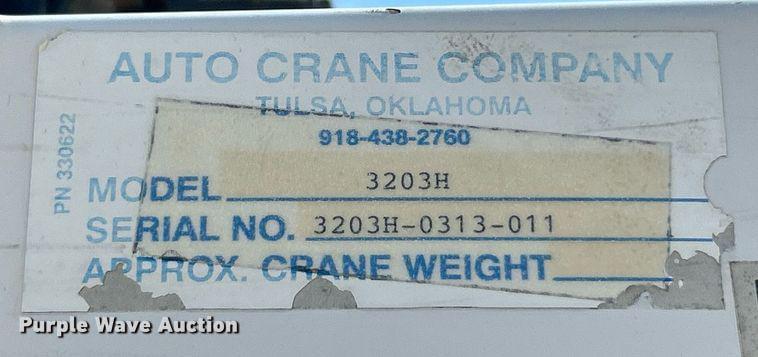 AUTO CRANE COMPANY
TULSA, OKLAHOMA
918-438-2760
PN 330622
MODEL 3203H
SERIAL NO. 3203H-0313-011
APPROX. CRANE WEIGHT
Purple Wave Auction